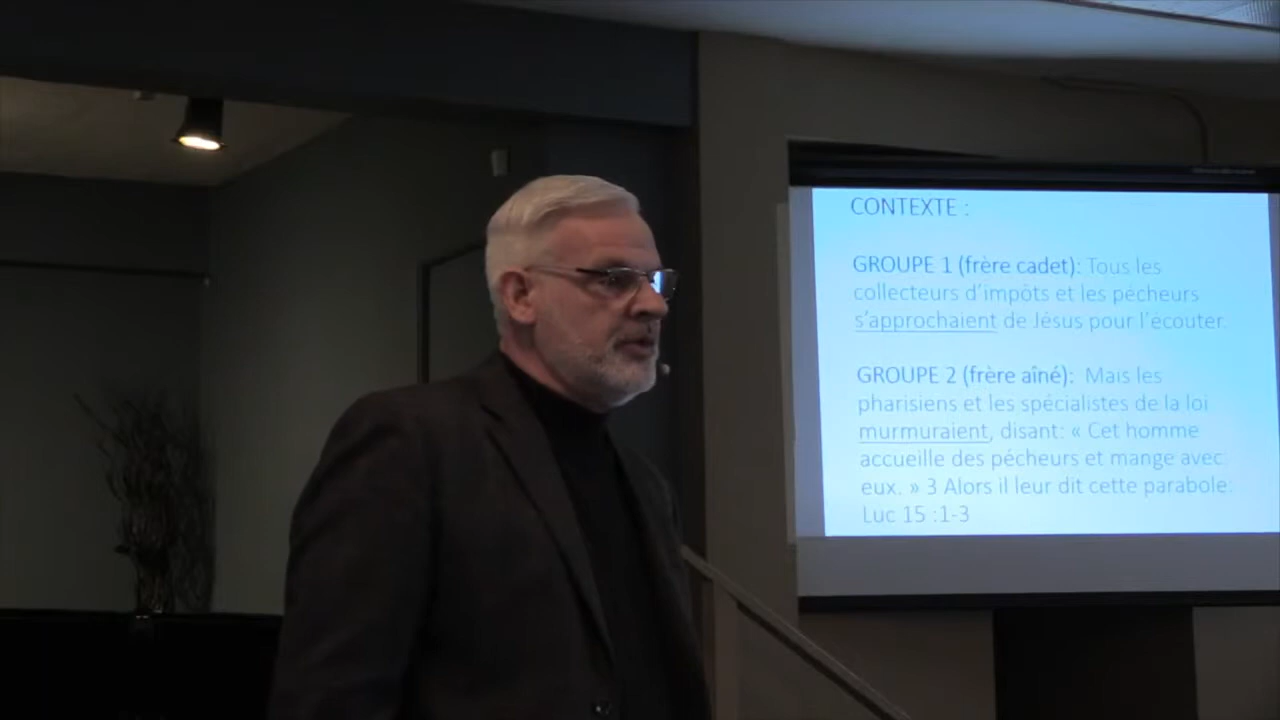 CONTEXTE :
GROUPE 1 (frère cadet): Tous les
collecteurs d'impôts et les pécheurs
s'approchaient de Jésus pour l'écouter.
GROUPE 2 (frère aîné): Mais les
pharisiens et les spécialistes de la loi
murmuraient, disant: « Cet homme
accueille des pécheurs et mange avec
eux. » 3 Alors il leur dit cette parabole:
Luc 15 :1-3